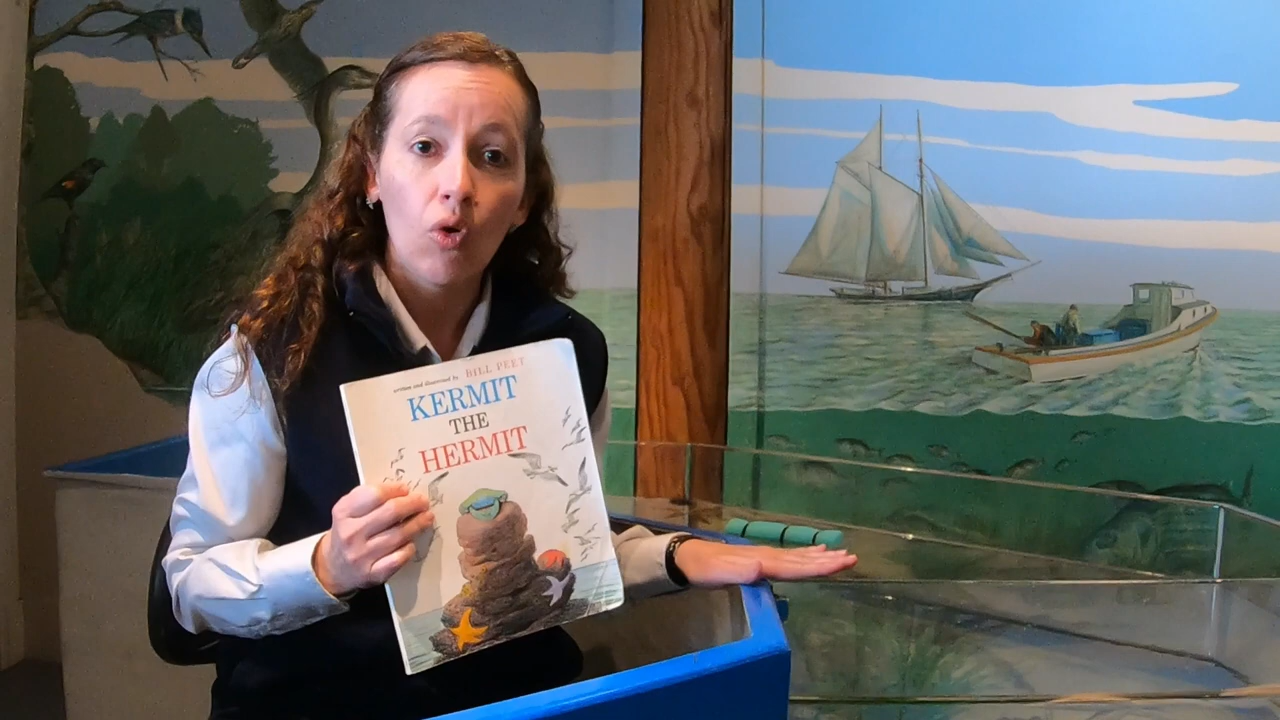 written and illustrated by BILL PEET
KERMIT
THE
HERMIT